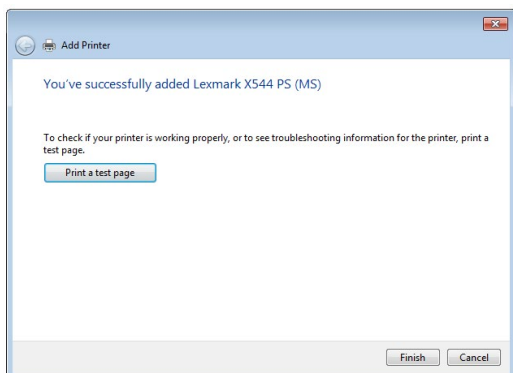 Add Printer
You've successfully added Lexmark X544 PS (MS)
To check if your printer is working properly, or to see troubleshooting information for the printer, print a
test page.
Print a test page
Finish
Cancel